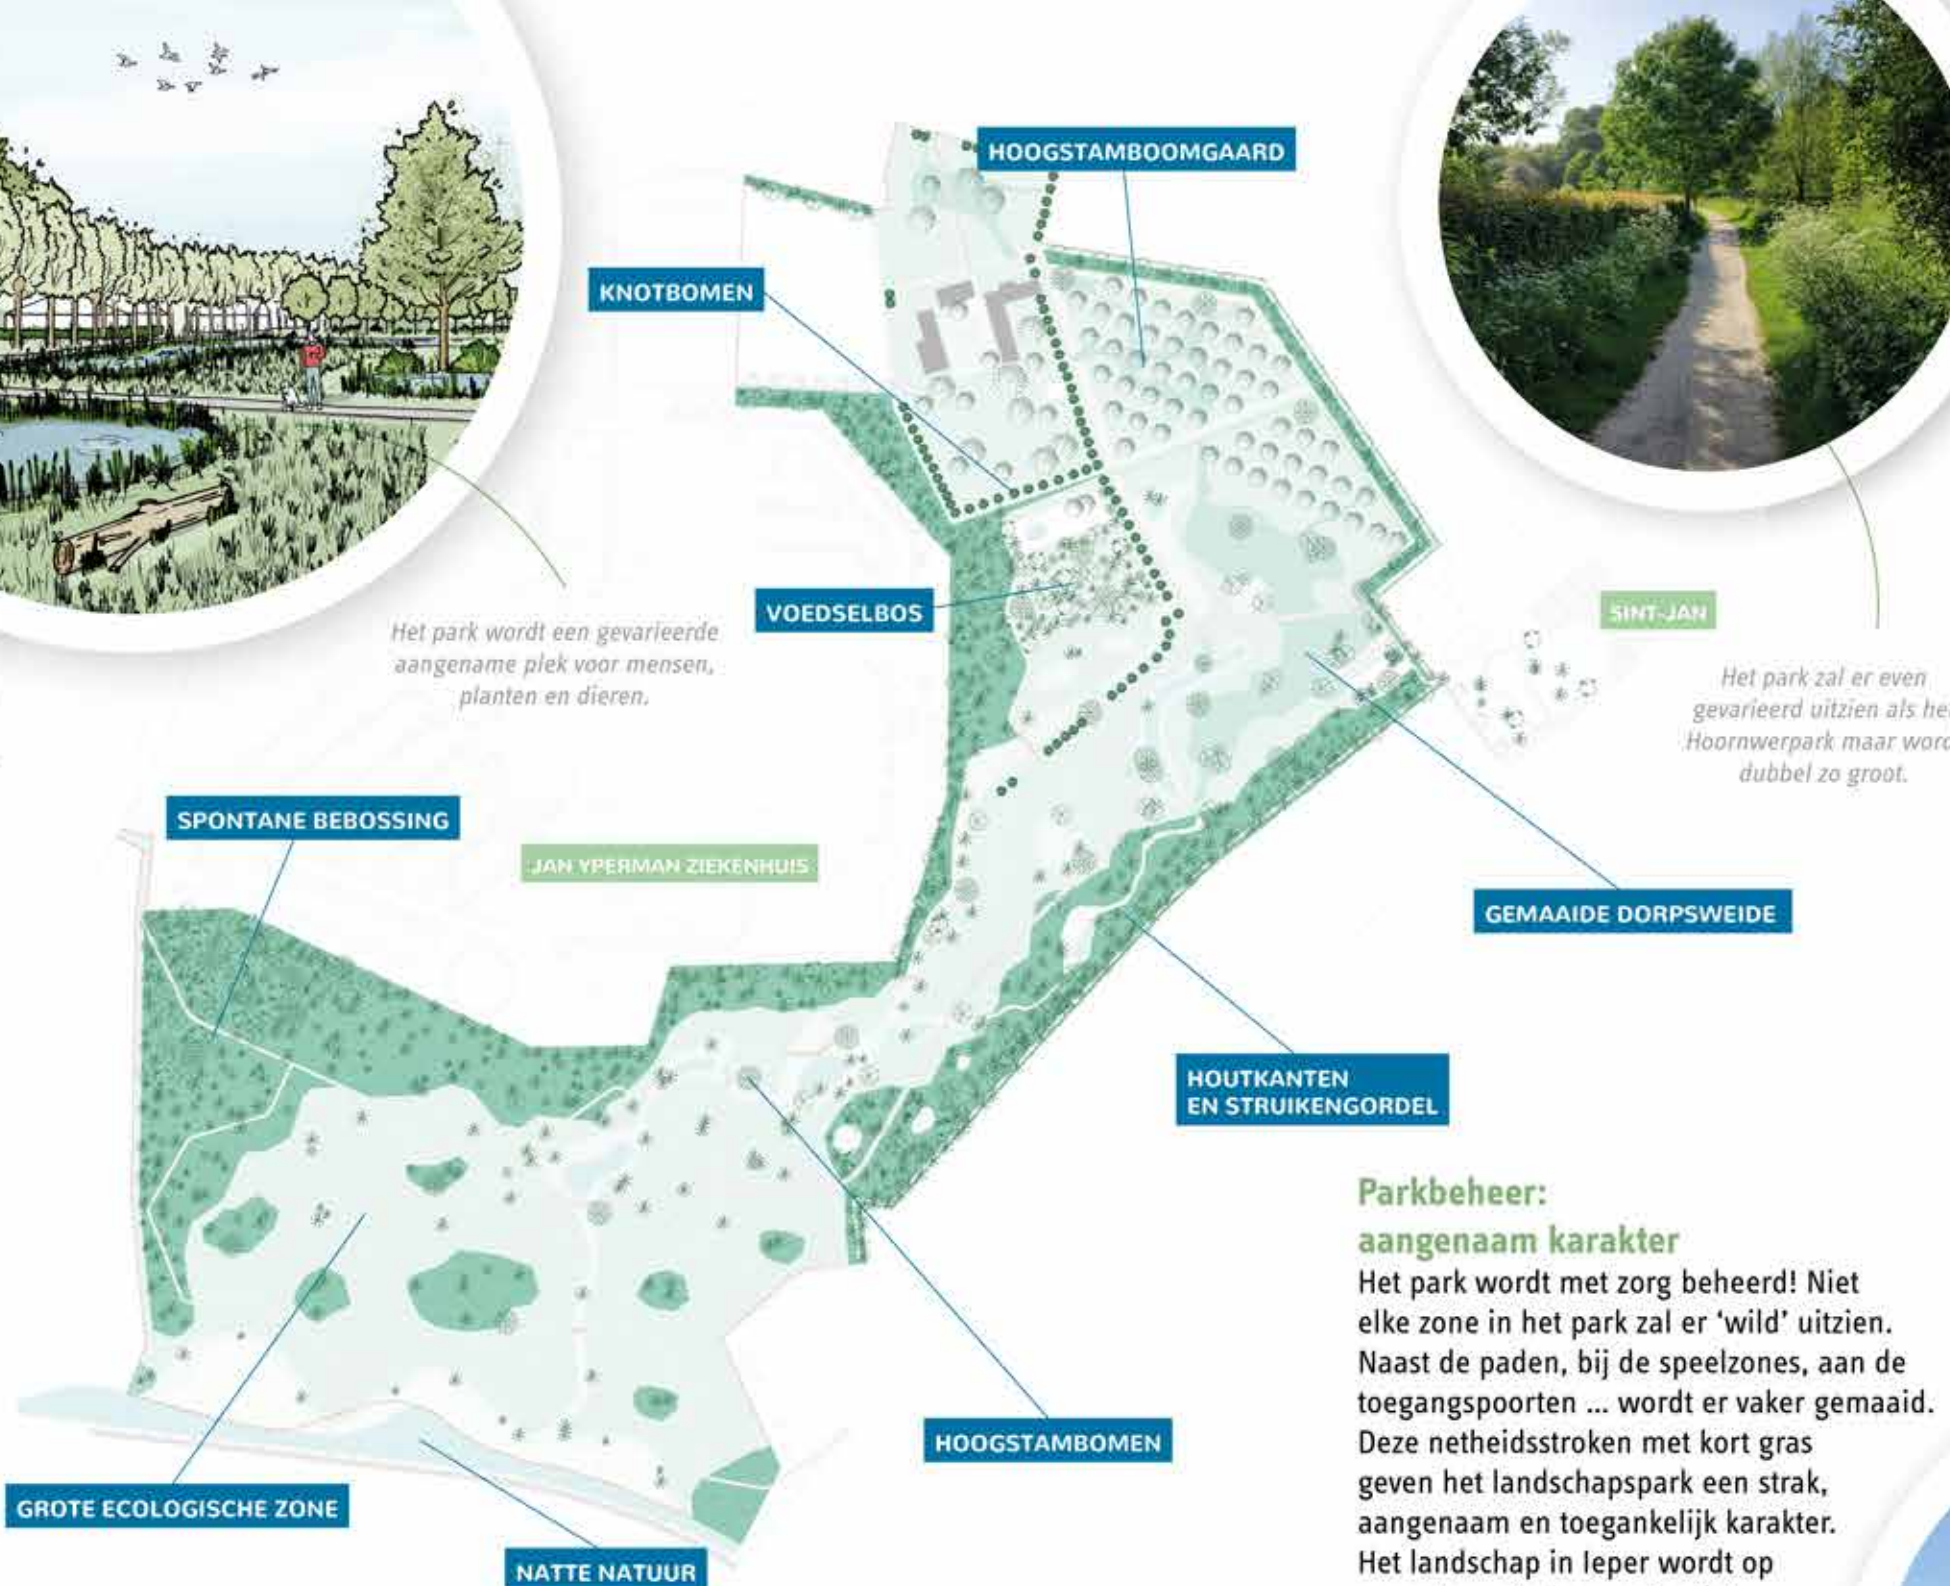 HOOGSTAMBOOMGAARD
KNOTBOMEN
VOEDSELBOS
SINT-JAN
Het park wordt een gevarieerde
aangename plek voor mensen,
planten en dieren.
Het park zal er even
gevarieerd uitzien als
Hoornwerpark maar
dubbel zo groot.
SPONTANE BEBOSSING
JAN YPERMAN ZIEKENHUIS
GEMAAIDE DORPSWEIDE
HOUTKANTEN
EN STRUIKENGORDEL
Parkbeheer:
aangenaam karakter
Het park wordt met zorg beheerd! Niet
elke zone in het park zal er ‘wild’ uitzien.
Naast de paden, bij de speelzones, aan de
toegangspoorten ... wordt er vaker gemaaid.
Deze netheidsstroken met kort gras
geven het landschapspark een strak,
aangenaam en toegankelijk karakter.
Het landschap in Ieper wordt op
HOOGSTAMBOMEN
GROTE ECOLOGISCHE ZONE
NATTE NATUUR